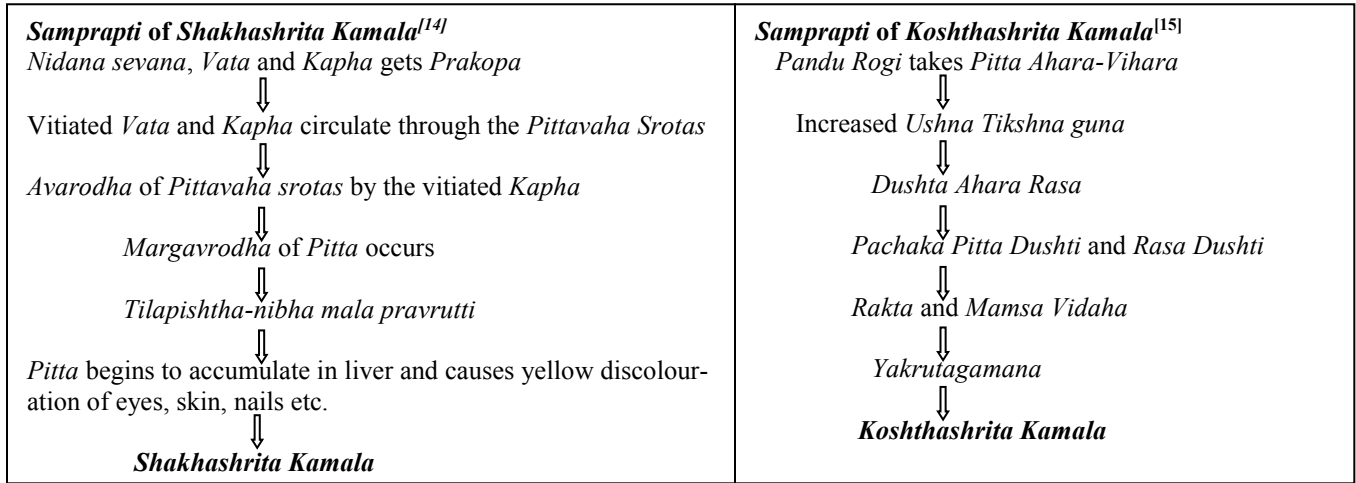 Samprapti of Shakhashrita Kamala[14]
Nidana sevana, Vata and Kapha gets Prakopa
Vitiated Vata and Kapha circulate through the Pittavaha Srotas
Avarodha of Pittavaha srotas by the vitiated Kapha
Margavrodha of Pitta occurs
Tilapishtha-nibha mala pravrutti
Pitta begins to accumulate in liver and causes yellow discolour-
ation of eyes, skin, nails etc.
Shakhashrita Kamala
Samprapti of Koshthashrita Kamala[15]
Pandu Rogi takes Pitta Ahara-Vihara
Increased Ushna Tikshna guna
Dushta Ahara Rasa
Pachaka Pitta Dushti and Rasa Dushti
Rakta and Mamsa Vidaha
Yakrutagamana
Koshthashrita Kamala